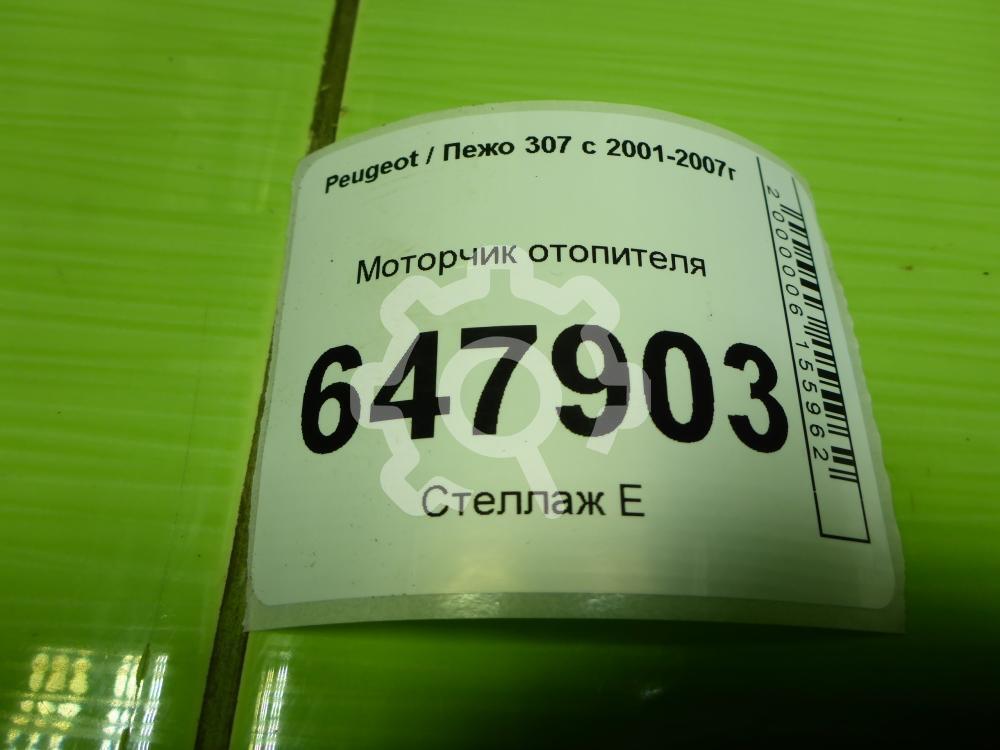 Peugeot / Пежо 307 с 2001-2007г
Моторчик отопителя
647903
Стеллаж Е
2000006155962